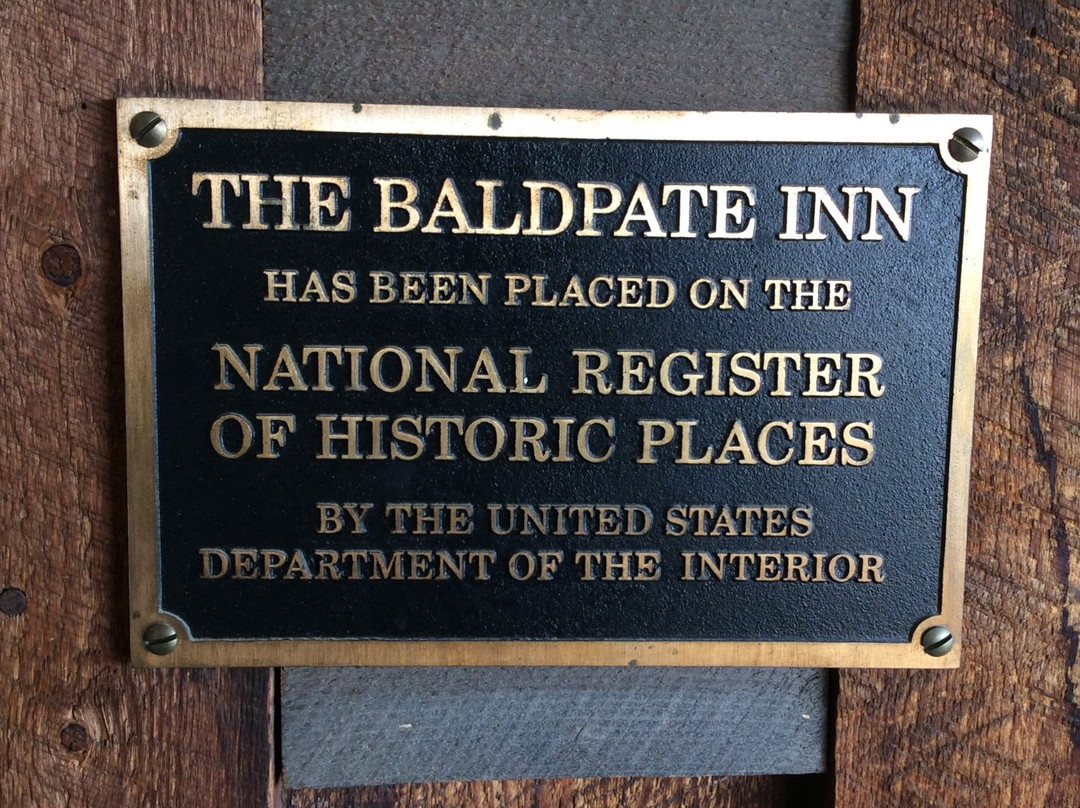 THE BALDPATE INN
HAS BEEN PLACED ON THE
NATIONAL REGISTER
OF HISTORIC PLACES
BY THE UNITED STATES
DEPARTMENT OF THE INTERIOR